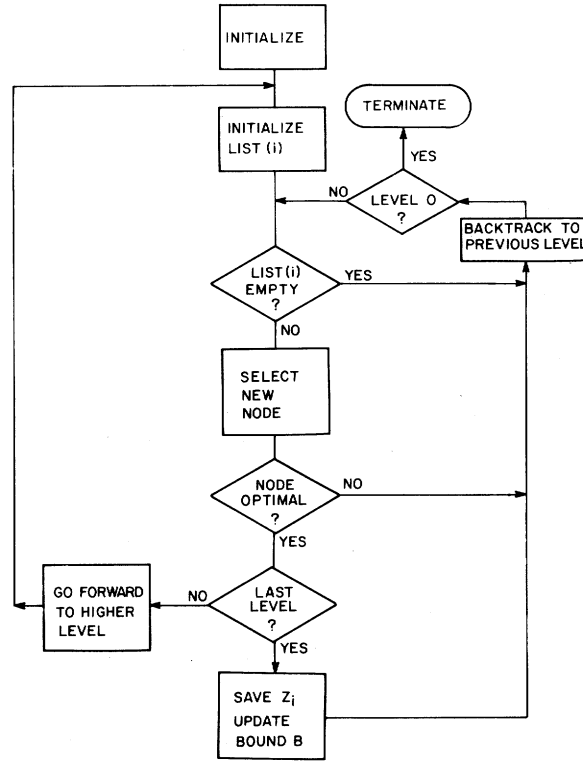 INITIALIZE
INITIALIZE
LIST (i)
TERMINATE
YES
NO
LEVEL O
?
BACKTRACK TO
PREVIOUS LEVEL
LIST(i)
EMPTY
?
YES
NO
SELECT
NEW
NODE
NODE
OPTIMAL
?
NO
YES
LAST
LEVEL
?
NO
GO FORWARD
TO HIGHER
LEVEL
YES
SAVE Zi
UPDATE
BOUND B